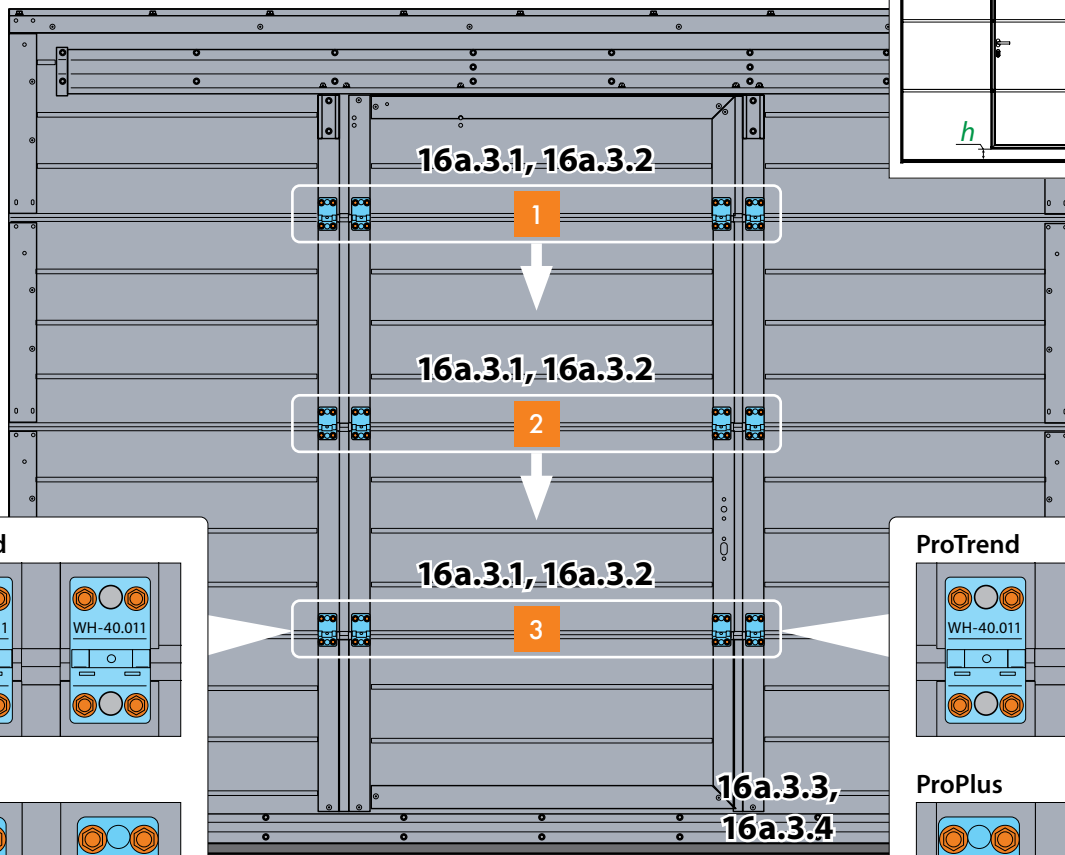 h
16a.3.1, 16a.3.2
1
16a.3.1, 16a.3.2
2
16a.3.1, 16a.3.2
3
WH-40.011
ProTrend
WH-40.011
16a.3.3,
16a.3.4
ProPlus